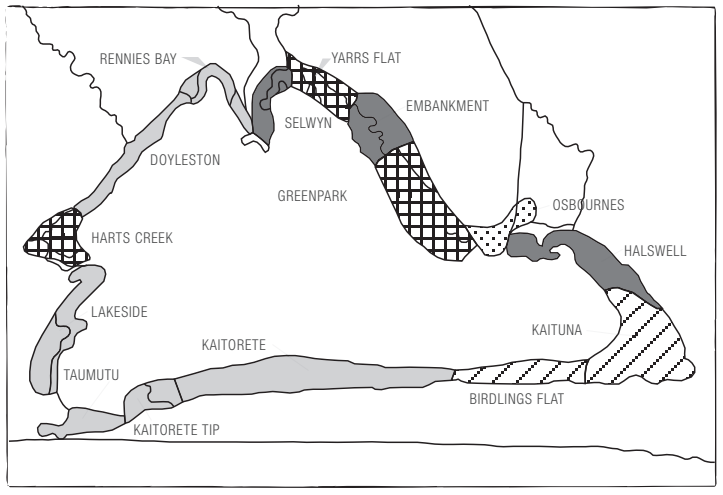 RENNIES BAY
YARRS FLAT
EMBANKMENT
SELWYN
DOYLESTON
GREENPARK
OSBOURNES
HARTS CREEK
HALSWELL
LAKESIDE
KAITUNA
KAITORETE
TAUMUTU
BIRDLINGS FLAT
KAITORETE TIP